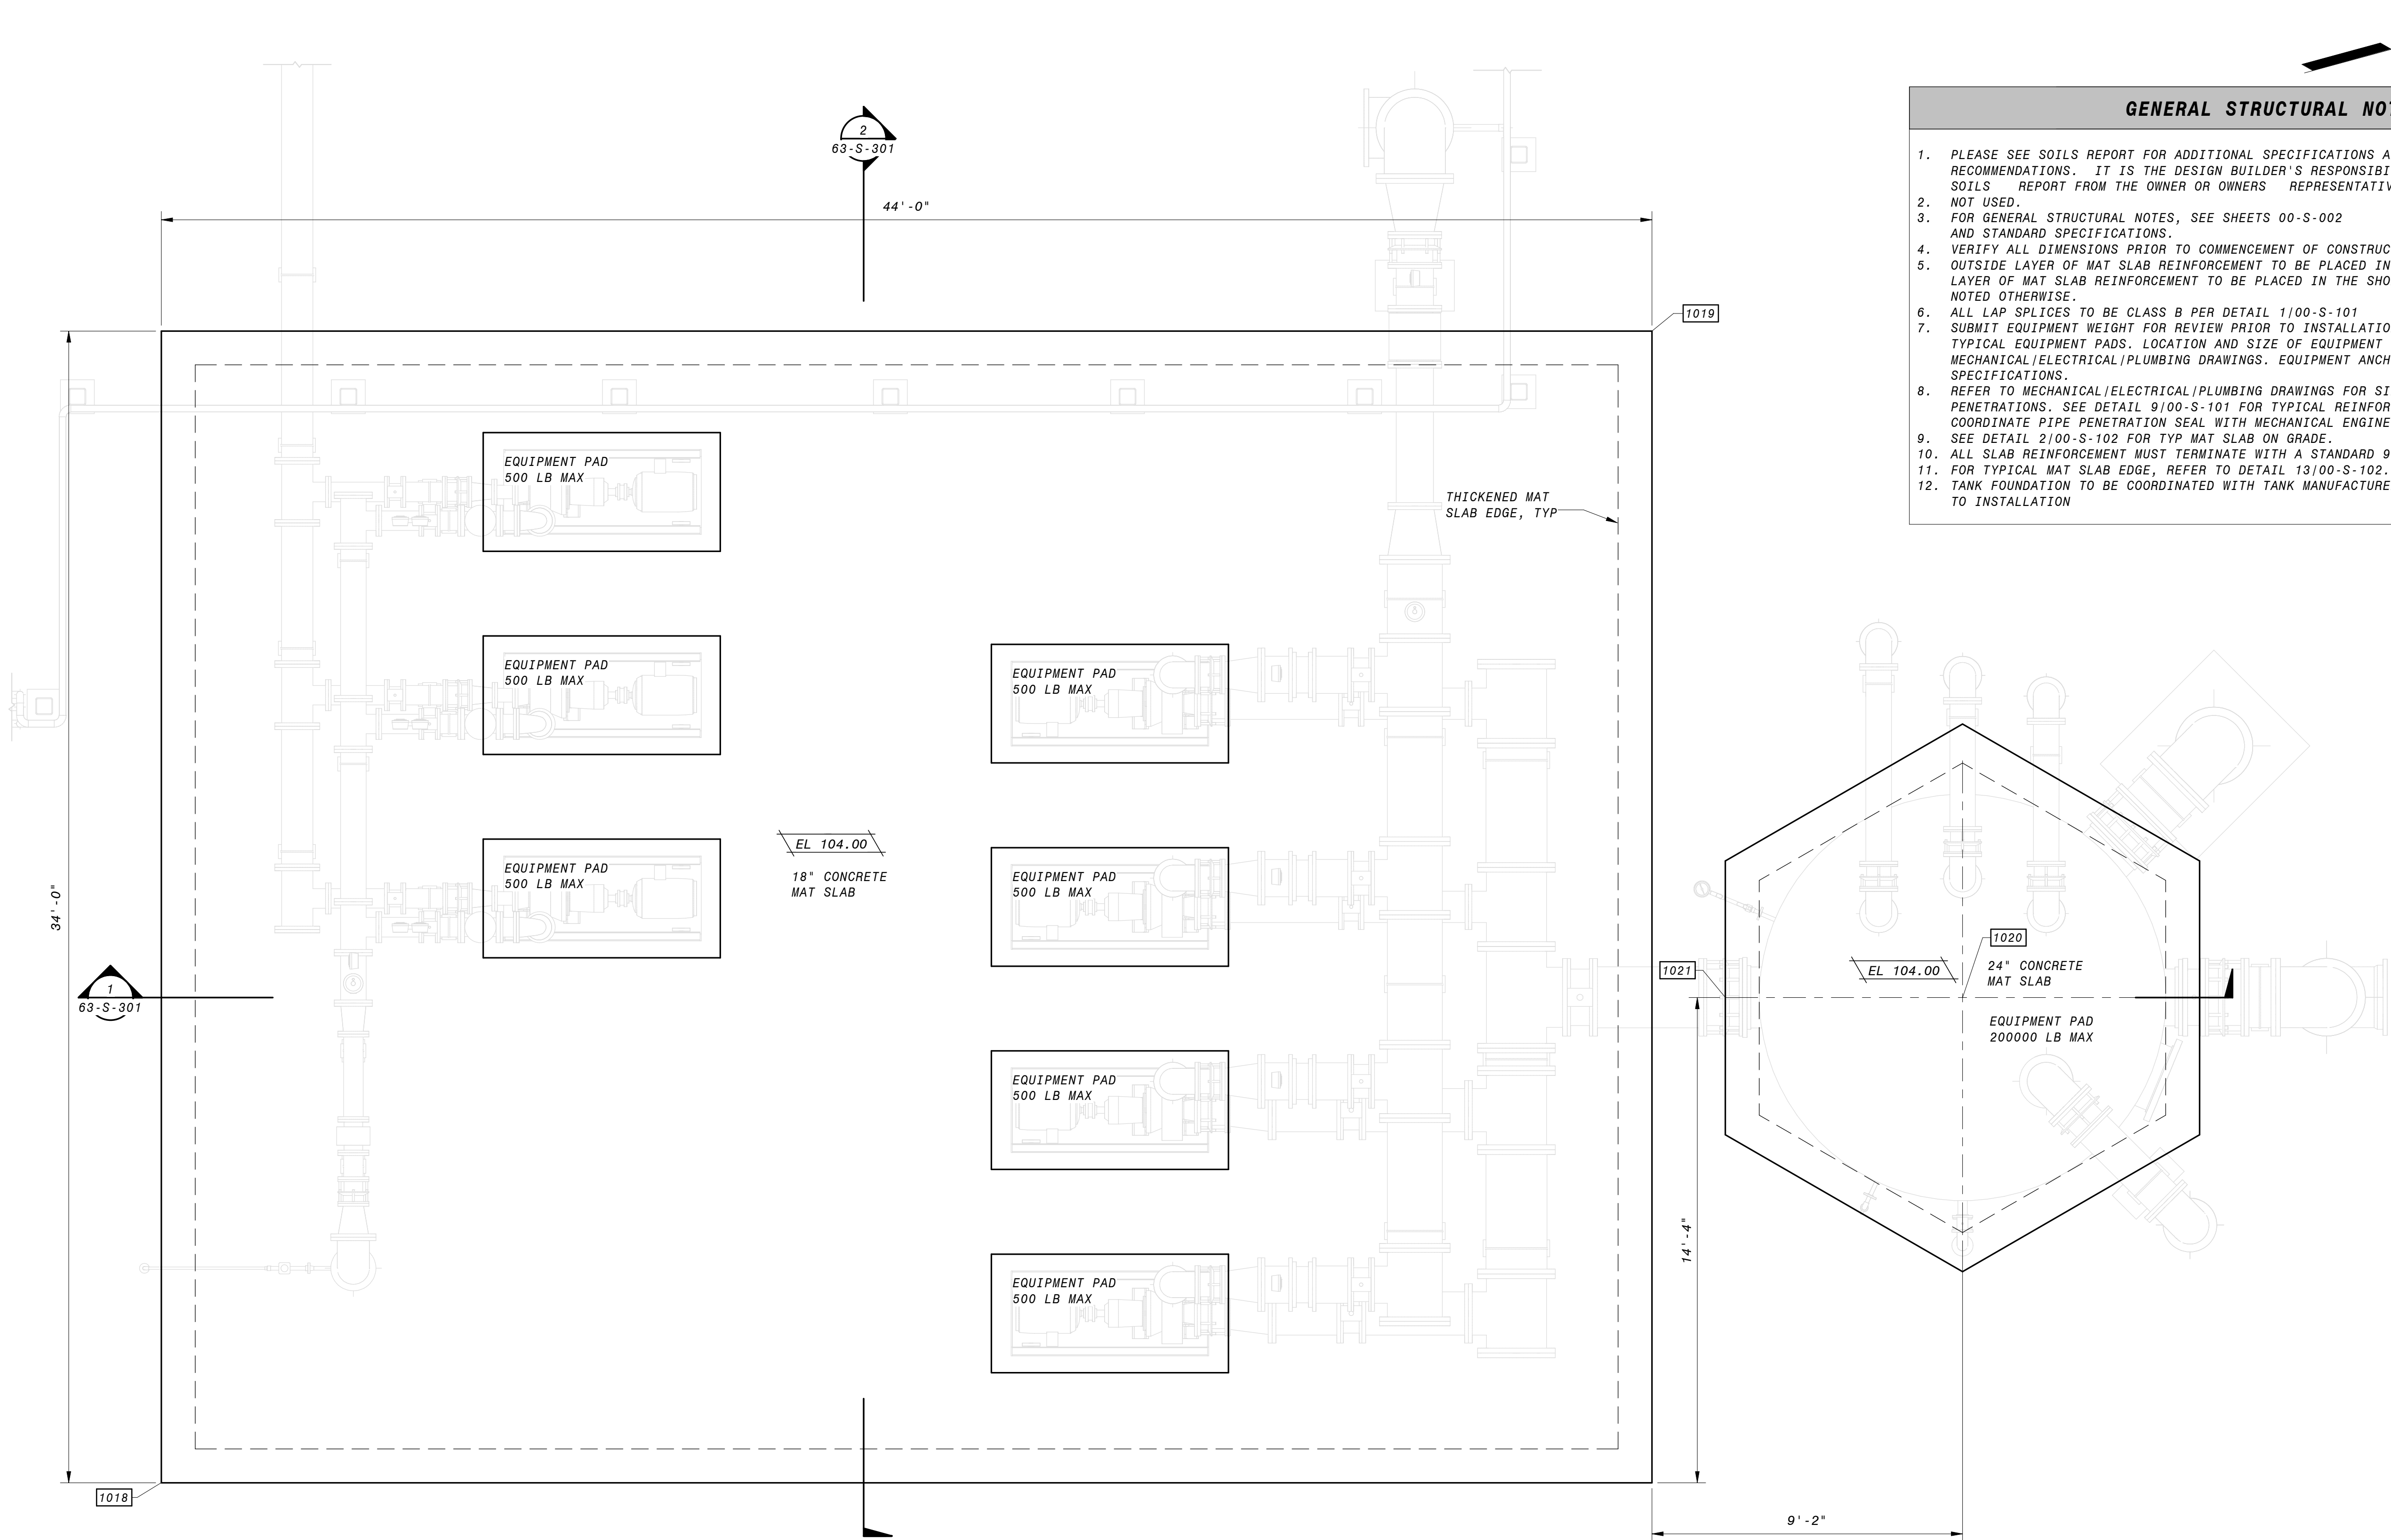 2
63-S-301
44'-0"
GENERAL STRUCTURAL
1. PLEASE SEE SOILS REPORT FOR ADDITIONAL SPECIFICATIONS
RECOMMENDATIONS. IT IS THE DESIGN BUILDER'S
SOILS REPORT FROM THE OWNER OR OWNERS
2. NOT USED.
3. FOR GENERAL STRUCTURAL NOTES, SEE SHEETS 00-S-002
AND STANDARD SPECIFICATIONS.
4. VERIFY ALL DIMENSIONS PRIOR TO COMMENCEMENT OF
5. OUTSIDE LAYER OF MAT SLAB REINFORCEMENT TO BE PLACED IN
LAYER OF MAT SLAB REINFORCEMENT TO BE PLACED IN THE
NOTED OTHERWISE.
6. ALL LAP SPLICES TO BE CLASS B PER DETAIL 1/00-S-101
7. SUBMIT EQUIPMENT WEIGHT FOR REVIEW PRIOR TO
TYPICAL EQUIPMENT PADS. LOCATION AND SIZE OF EQUIPMENT
MECHANICAL/ELECTRICAL/PLUMBING DRAWINGS. EQUIPMENT
SPECIFICATIONS.
8. REFER TO MECHANICAL/ELECTRICAL/PLUMBING DRAWINGS FOR
PENETRATIONS. SEE DETAIL 9/00-S-101 FOR TYPICAL
COORDINATE PIPE PENETRATION SEAL WITH MECHANICAL
9. SEE DETAIL 2/00-S-102 FOR TYP MAT SLAB ON GRADE.
10. ALL SLAB REINFORCEMENT MUST TERMINATE WITH A STANDARD
11. FOR TYPICAL MAT SLAB EDGE, REFER TO DETAIL 13/00-S-102.
12. TANK FOUNDATION TO BE COORDINATED WITH TANK
TO INSTALLATION
1019
EQUIPMENT PAD
500 LB MAX
THICKENED MAT
SLAB EDGE, TYP
EQUIPMENT PAD
500 LB MAX
EQUIPMENT PAD
500 LB MAX
EL 104.00
18" CONCRETE
MAT SLAB
EQUIPMENT PAD
500 LB MAX
EQUIPMENT PAD
500 LB MAX
34'-0"
1
63-S-301
1020
1021
EL 104.00
24" CONCRETE
MAT SLAB
EQUIPMENT PAD
200000 LB MAX
EQUIPMENT PAD
500 LB MAX
14'-4"
EQUIPMENT PAD
500 LB MAX
1018
9'-2"